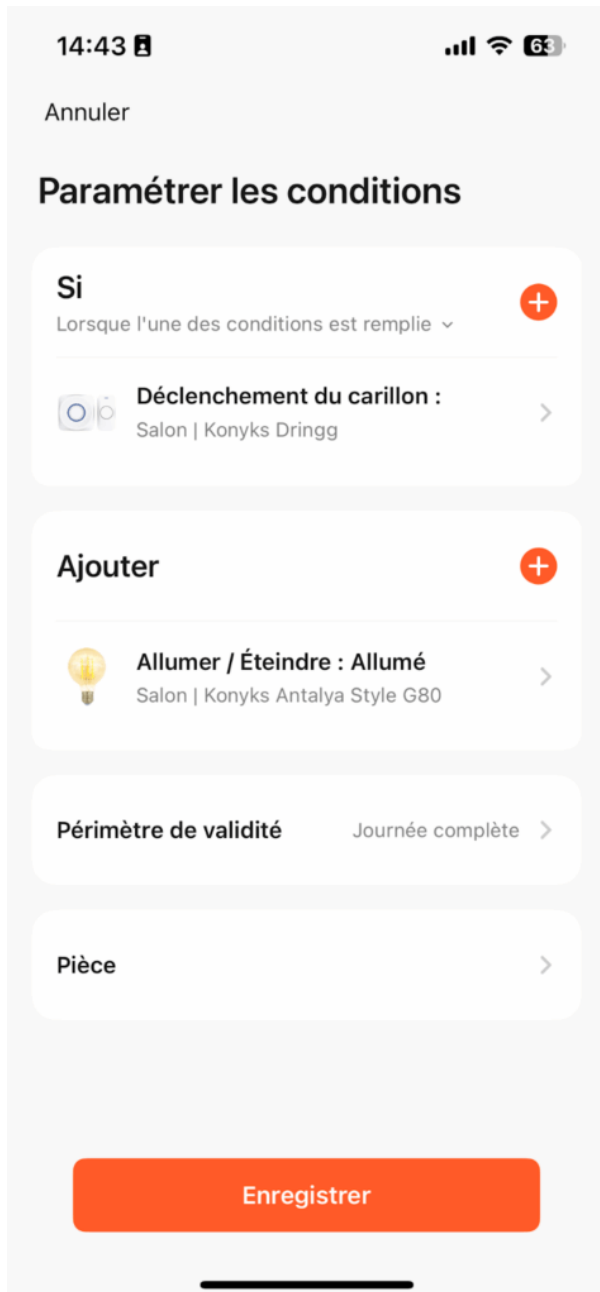 14:43
63
Annuler
Paramétrer les conditions
Si
Lorsque l'une des conditions est remplie
Déclenchement du carillon :
Salon | Konyks Dringg
Ajouter
Allumer / Éteindre : Allumé
Salon | Konyks Antalya Style G80
Périmètre de validité Journée complète
Pièce
Enregistrer